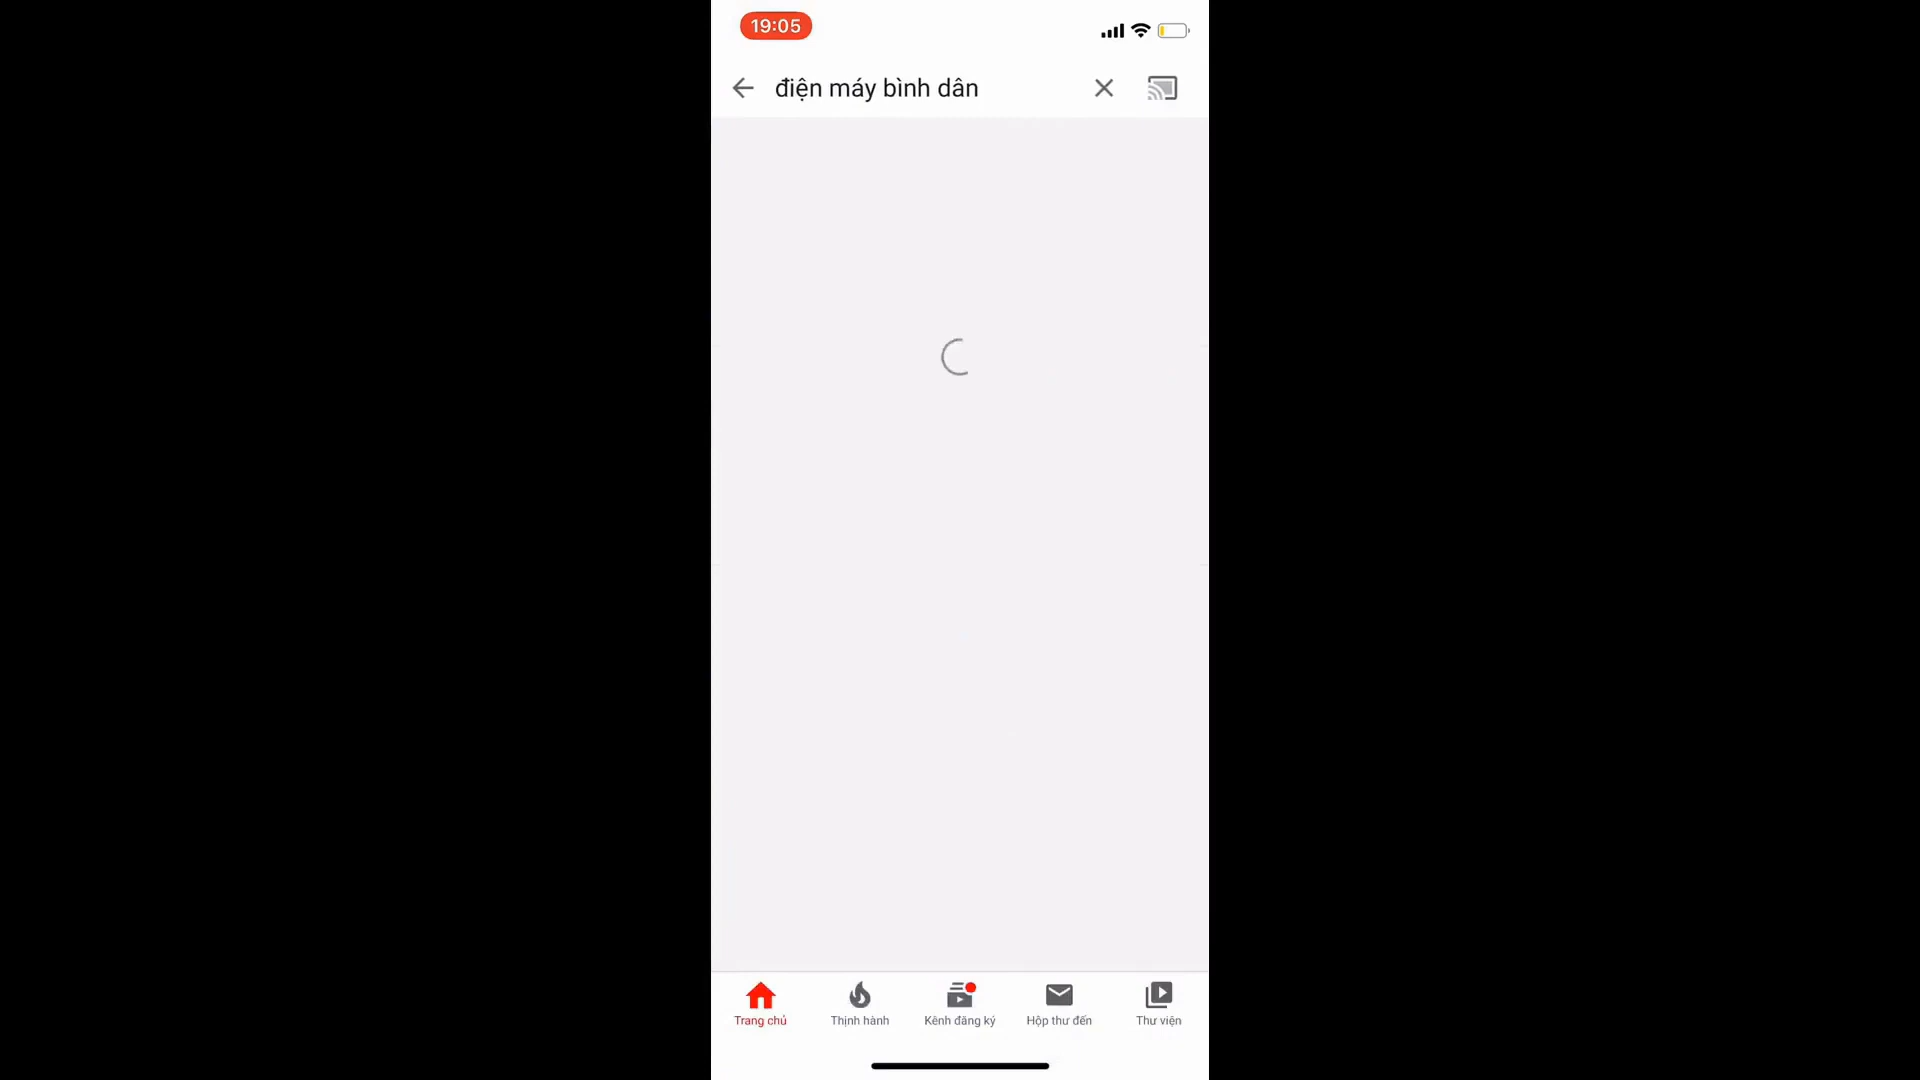 19:05
điện máy bình dân
Trang chủ
Thịnh hành
Kênh đăng ký
Hộp thư đến
Thư viện